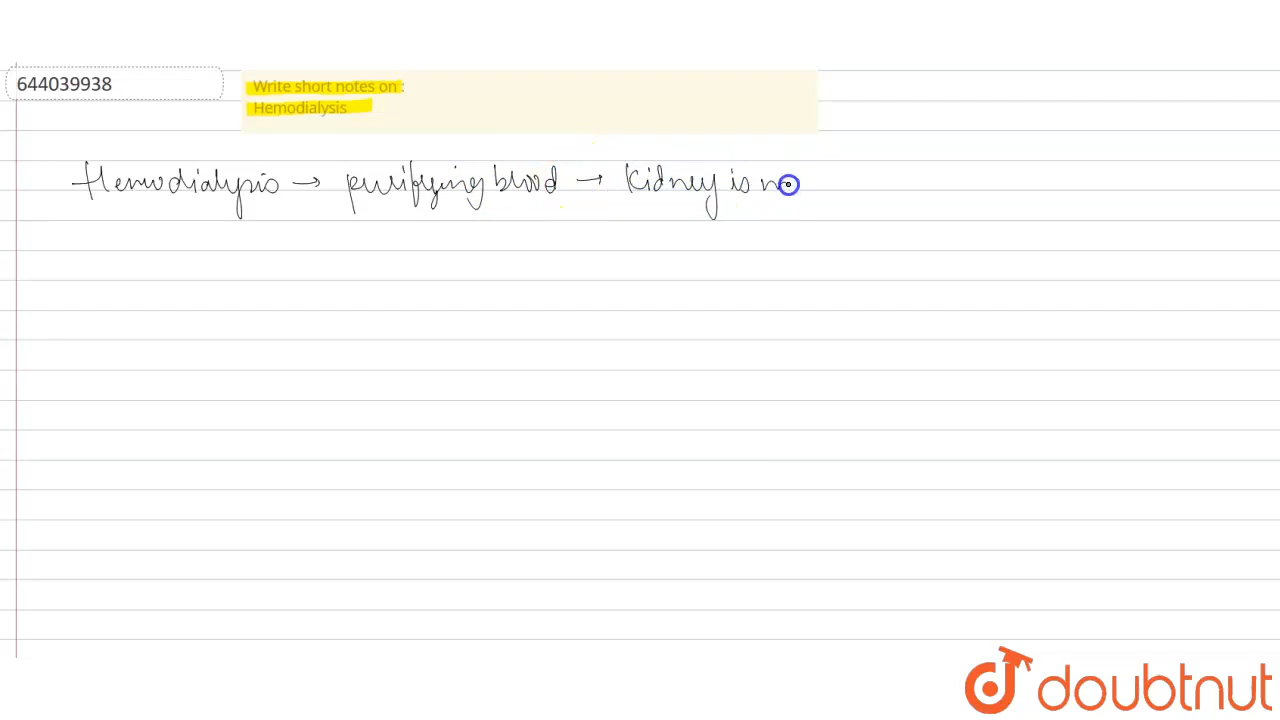 644039938
Write short notes on :
Hemodialysis
Hemodialysis → purifying blood → kidney is
doubtnut